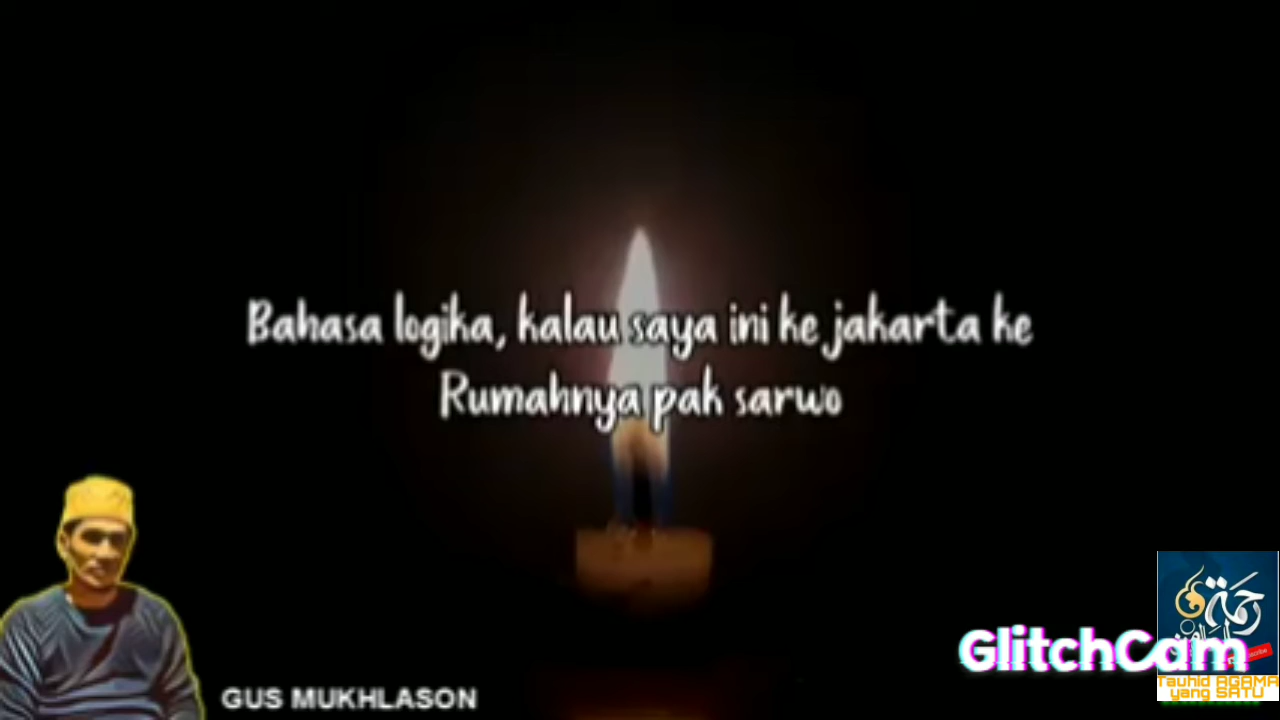 Bahasa logika, kalau saya ini ke jakarta ke
Rumahnya pak sarwo
GUS MUKHLASON
GlitchCam
Tauhid AGAMA
yang SATU